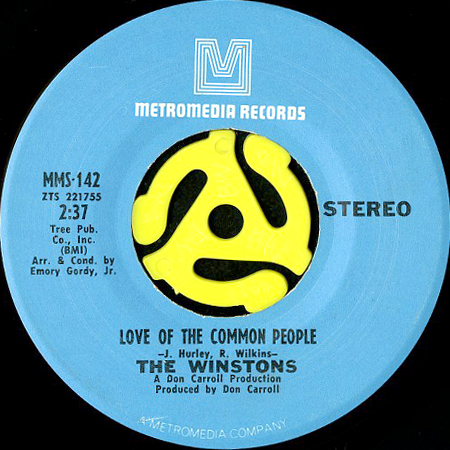 METROMEDIA RECORDS
MMS-142
ZTS 221755
2:37
Tree Pub.
Co., Inc.
(BMI)
Arr. & Cond. by
Emory Gordy, Jr.
STEREO
LOVE OF THE COMMON PEOPLE
–J. Hurley, R. Wilkins–
THE WINSTONS
A Don Carroll Production
Produced by Don Carroll
A METROMEDIA COMPANY